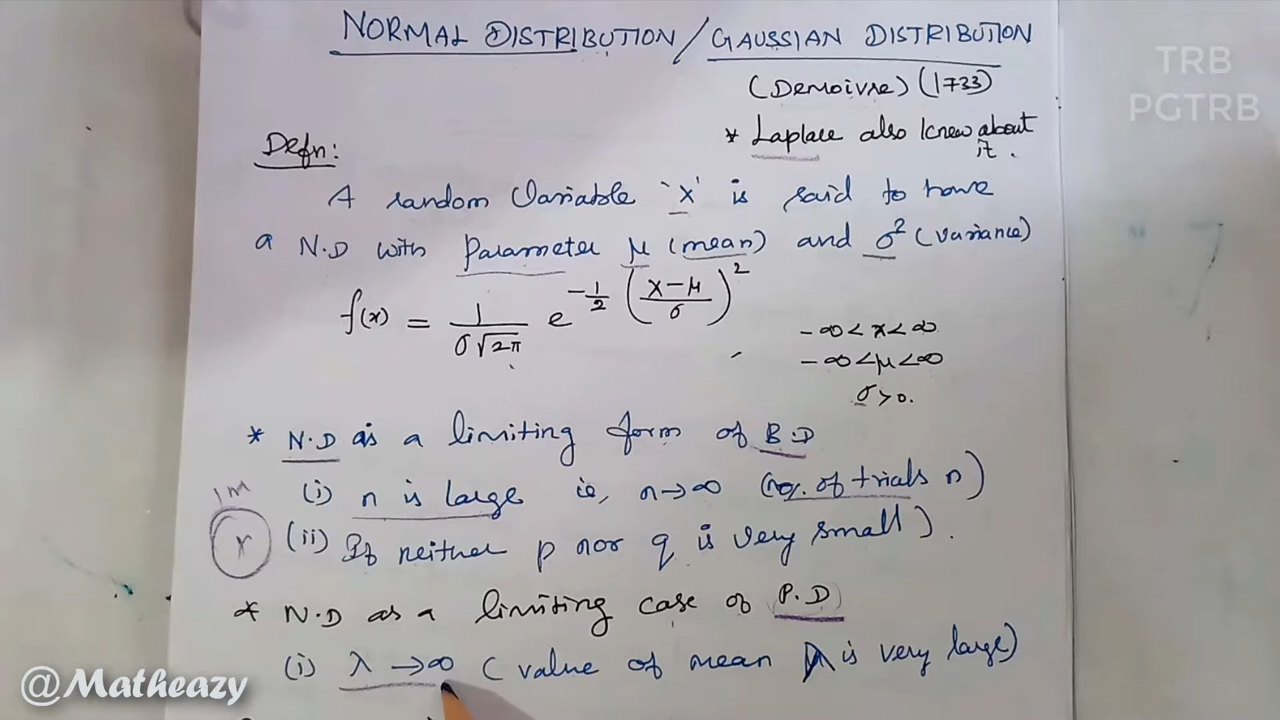 NORMAL DISTRIBUTION / GAUSSIAN DISTRIBUTION
(Demoivre) (1733)
TRB
PGTRB
* Laplace also knew about it.
Defn:
A random Variable 'X' is said to have
a N.D with Parameter μ (mean) and σ² (variance)
f(x) = 1/(σ√2π) e^(-1/2 ((x-μ)/σ)²)
-∞<x<∞
-∞<μ<∞
σ>0.
* N.D as a limiting form of B.D
(i) n is large ie, n→∞ (no. of trials n)
1m
(ii) If neither p nor q is very small).
* N.D as a limiting case of P.D
(i) λ→∞ (value of mean λ is very large)
@Matheazy